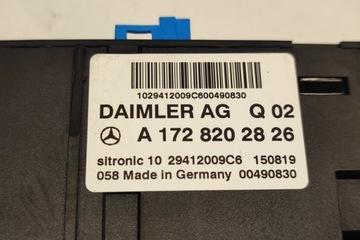 1029412009C600490830
DAIMLER AG Q 02
A 172 820 28 26
sitronic 10 29412009C6 150819
058 Made in Germany 00490830